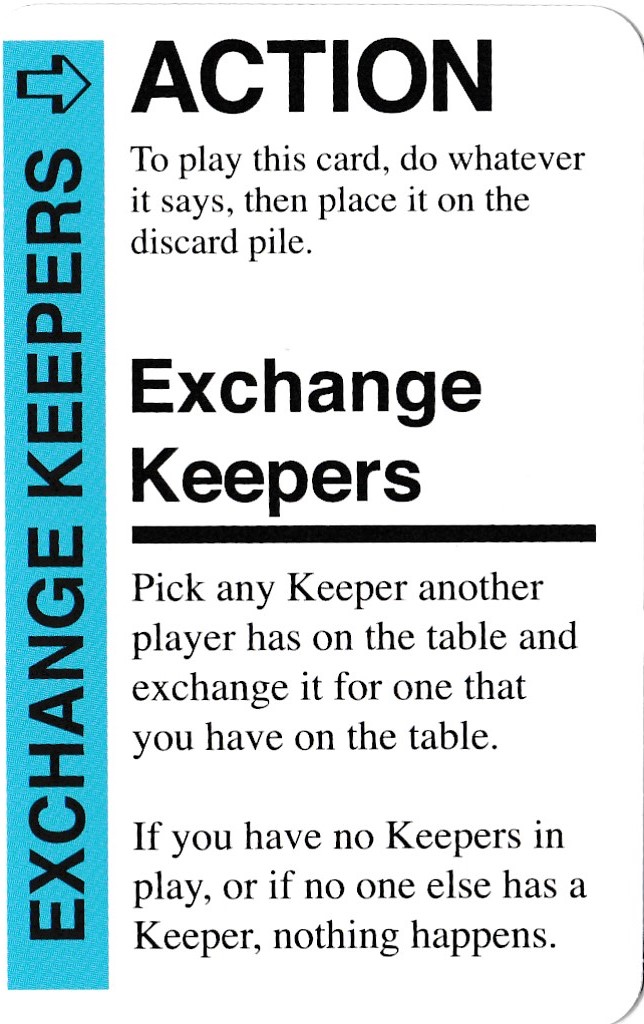 EXCHANGE KEEPERS
ACTION
To play this card, do whatever
it says, then place it on the
discard pile.
Exchange
Keepers
Pick any Keeper another
player has on the table and
exchange it for one that
you have on the table.
If you have no Keepers in
play, or if no one else has a
Keeper, nothing happens.